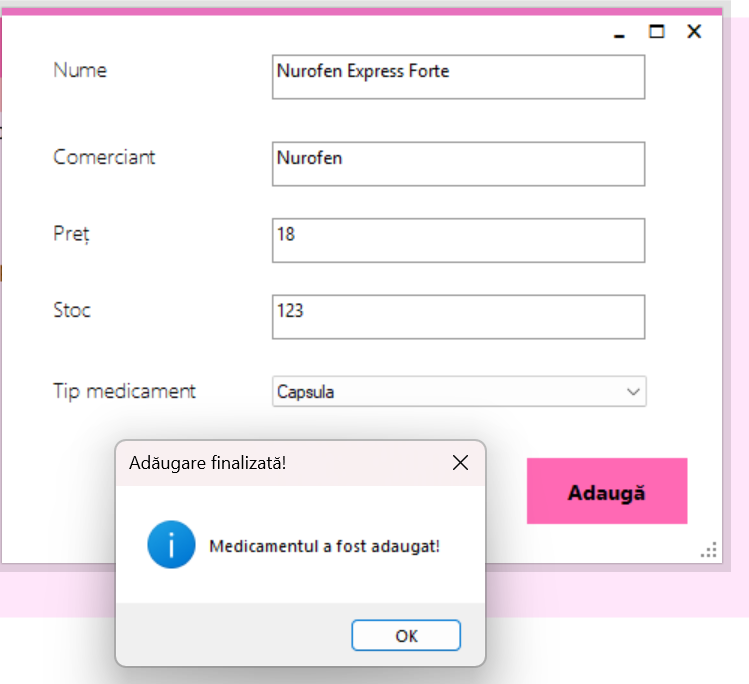 Nume
Nurofen Express Forte
Comerciant
Nurofen
Preț
18
Stoc
123
Tip medicament
Capsula
Adaugă
Adăugare finalizată!
Medicamentul a fost adaugat!
OK